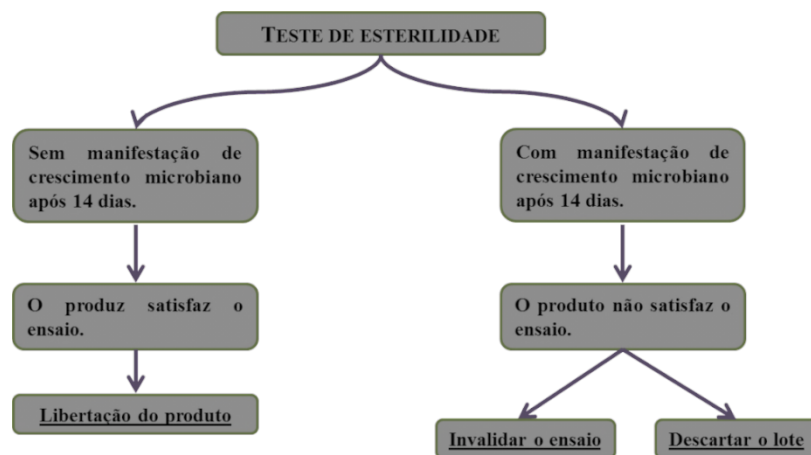 TESTE DE ESTERILIDADE
Sem manifestação de
crescimento microbiano
após 14 dias.
Com manifestação de
crescimento microbiano
após 14 dias.
O produz satisfaz o
ensaio.
O produto não satisfaz o
ensaio.
Libertação do produto
Invalidar o ensaio
Descartar o lote